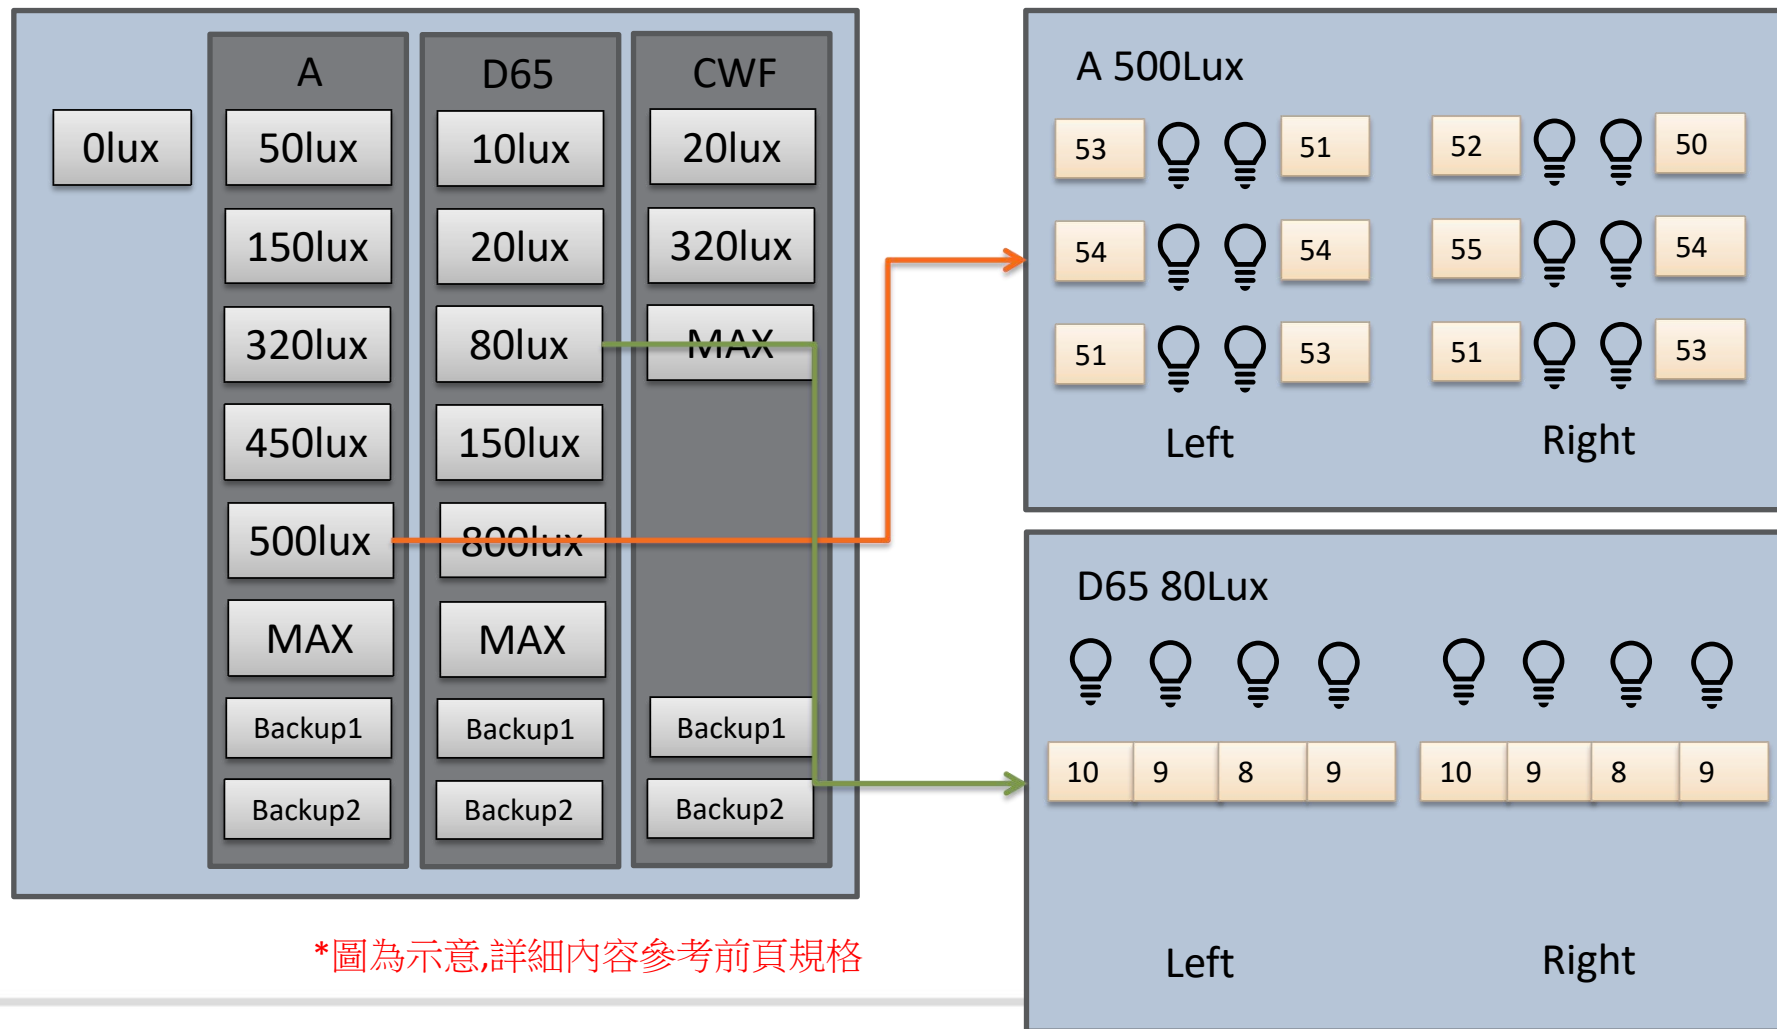 A D65 CWF
0lux 50lux 10lux 20lux
150lux 20lux 320lux
320lux 80lux MAX
450lux 150lux
500lux 800lux
MAX MAX
Backup1 Backup1 Backup1
Backup2 Backup2 Backup2
*圖為示意,詳細內容參考前頁規格
A 500Lux
53 51 52 50
54 54 55 54
51 53 51 53
Left Right
D65 80Lux
10 9 8 9 10 9 8 9
Left Right